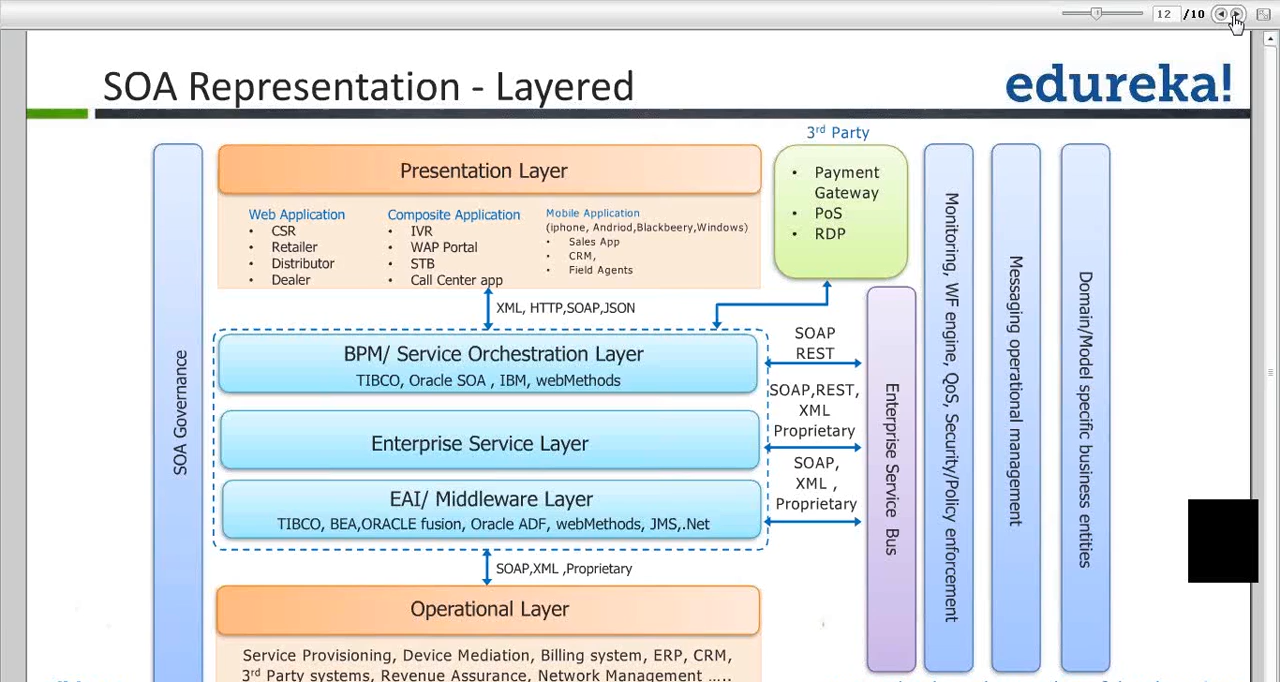 12 /10
SOA Representation - Layered
edureka!
3rd Party
Presentation Layer
Web Application
CSR
Retailer
Distributor
Dealer
Composite Application
IVR
WAP Portal
STB
Call Center app
Mobile Application
(iphone, Andriod,Blackbeery,Windows)
Sales App
CRM,
Field Agents
Payment
Gateway
PoS
RDP
XML, HTTP,SOAP,JSON
BPM/ Service Orchestration Layer
TIBCO, Oracle SOA , IBM, webMethods
SOAP
REST
Enterprise Service Layer
SOAP,REST,
XML
Proprietary
EAI/ Middleware Layer
TIBCO, BEA,ORACLE fusion, Oracle ADF, webMethods, JMS,.Net
SOAP,
XML ,
Proprietary
SOAP,XML ,Proprietary
Operational Layer
Service Provisioning, Device Mediation, Billing system, ERP, CRM,
3rd Party systems, Revenue Assurance, Network Management .....
SOA Governance
Enterprise Service Bus
Monitoring, WF engine, QoS, Security/Policy enforcement
Messaging operational management
Domain/Model specific business entities